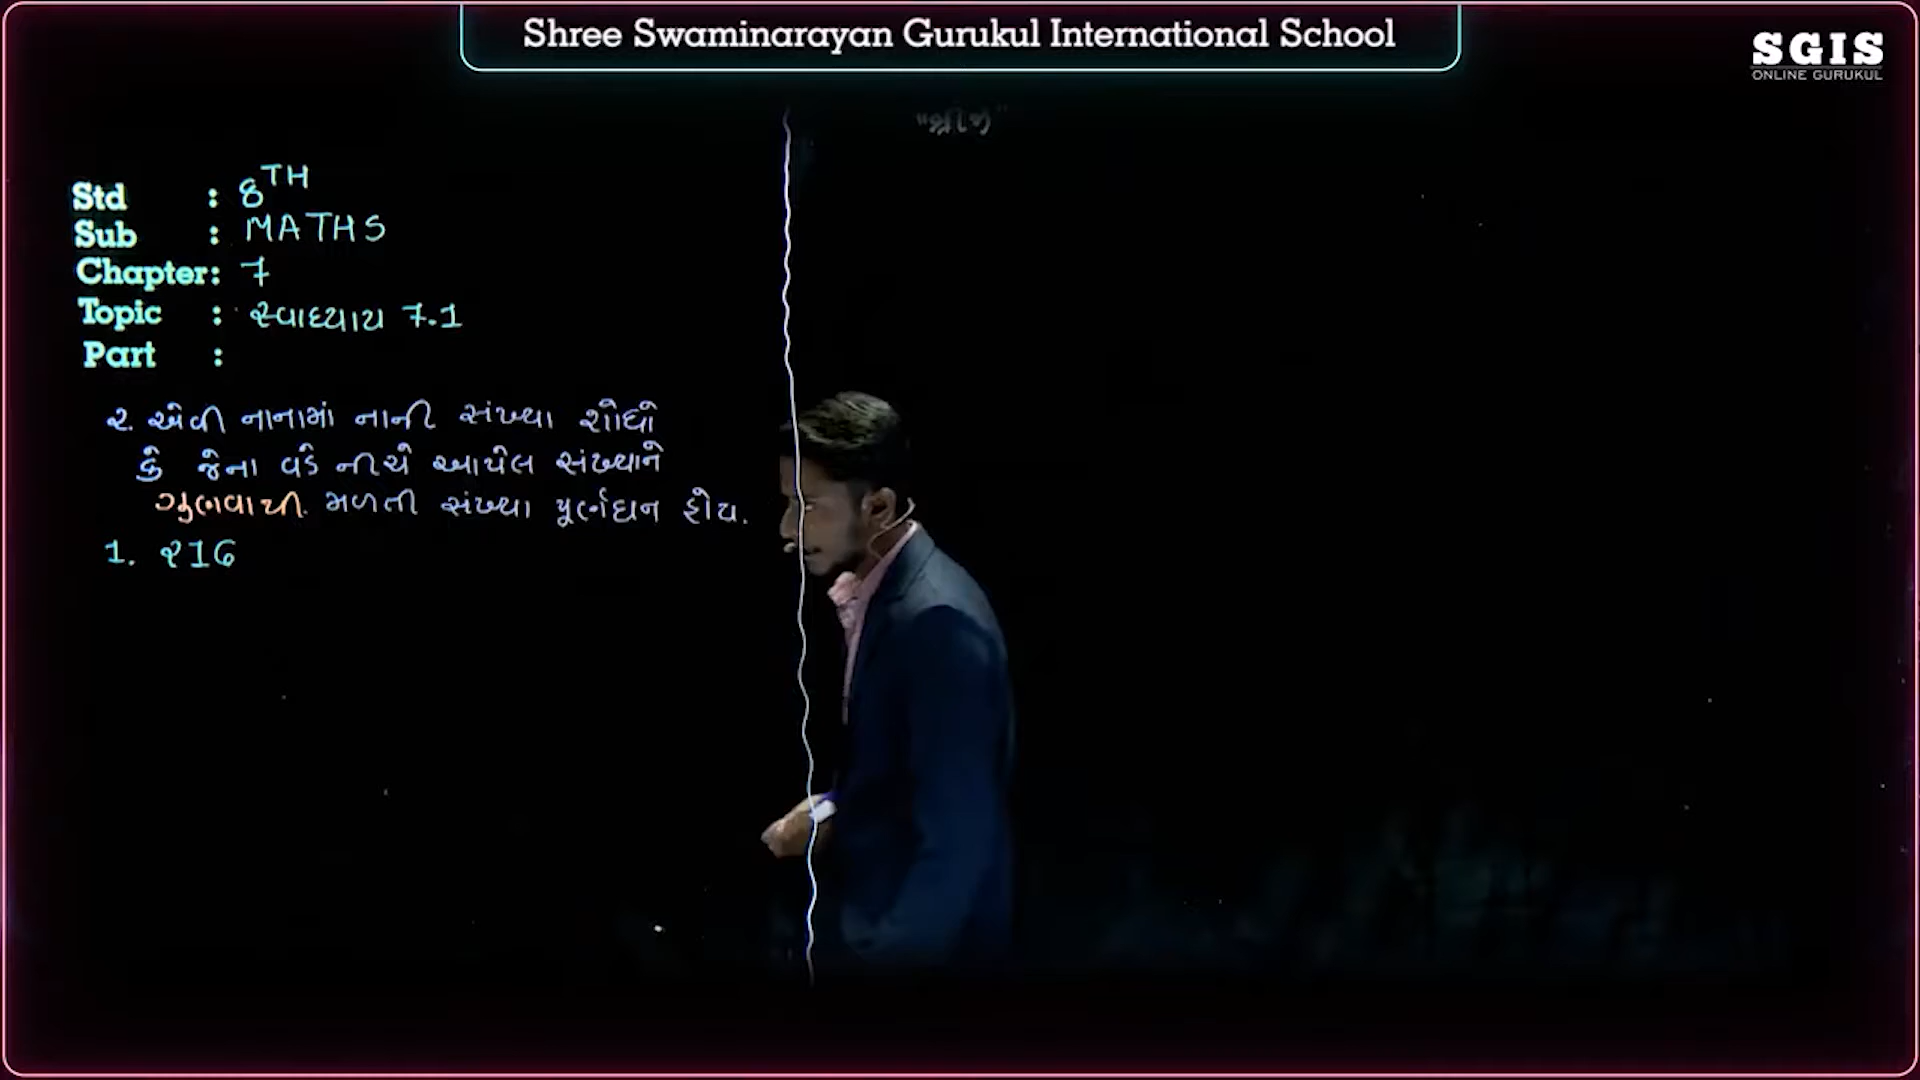 Shree Swaminarayan Gurukul International School
SGIS
ONLINE GURUKUL
"શ્રીજી"
Std : 8TH
Sub : MATHS
Chapter: 7
Topic : સ્વાધ્યાય 7.1
Part :
2. એવી નાનામાં નાની સંખ્યા શોધો
કે જેના વડે નીચે આપેલ સંખ્યાને
ગુણવાથી મળતી સંખ્યા પૂર્ણઘન હોય.
1. 216